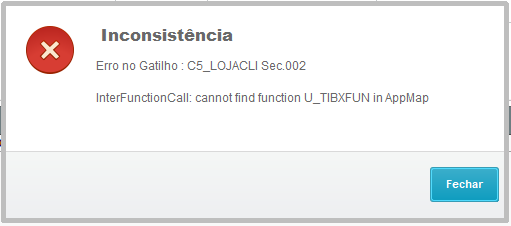 Inconsistência
Erro no Gatilho : C5_LOJACLI Sec.002
InterFunctionCall: cannot find function U_TIBXFUN in AppMap
Fechar